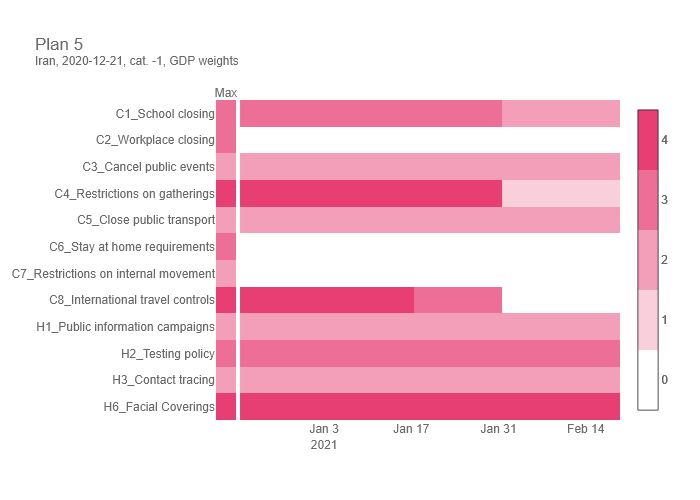 Plan 5
Iran, 2020-12-21, cat. -1, GDP weights
Max
C1_School closing
C2_Workplace closing
C3_Cancel public events
C4_Restrictions on gatherings
C5_Close public transport
C6_Stay at home requirements
C7_Restrictions on internal movement
C8_International travel controls
H1_Public information campaigns
H2_Testing policy
H3_Contact tracing
H6_Facial Coverings
Jan 3
2021
Jan 17
Jan 31
Feb 14
4
3
2
1
0